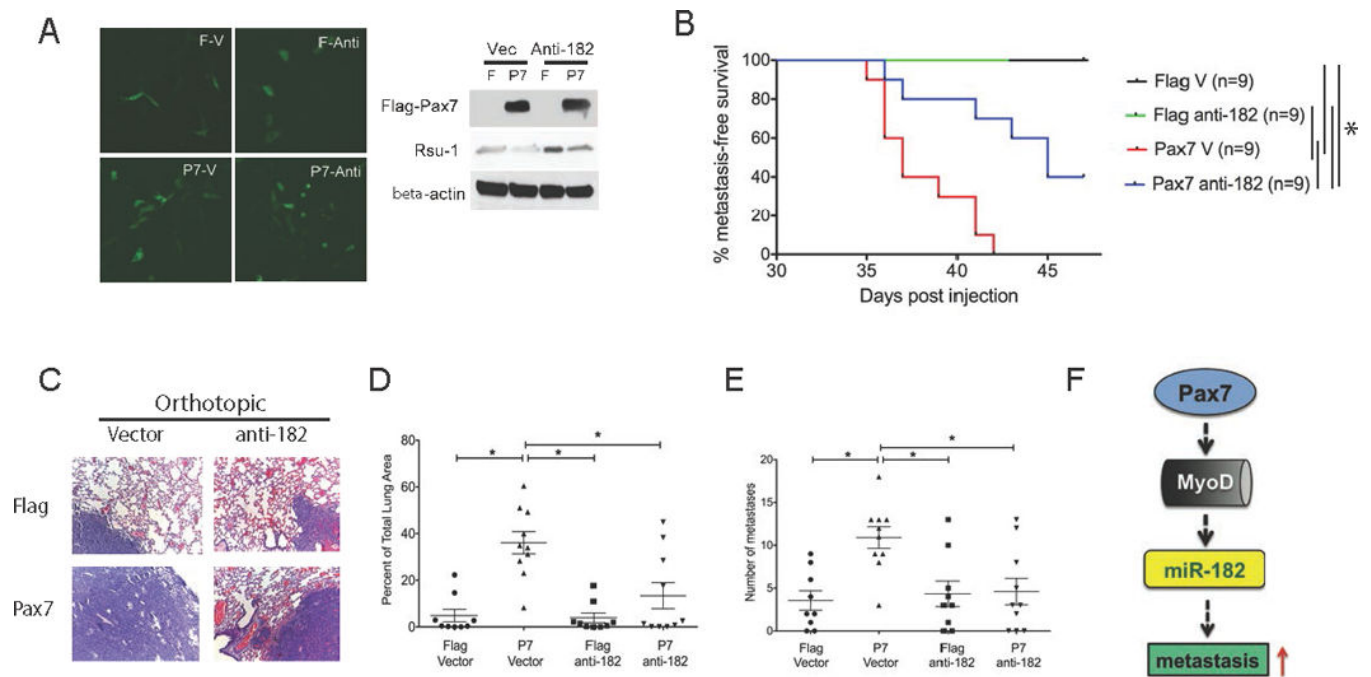 A
F-V
F-Anti
P7-V
P7-Anti
Vec Anti-182
F P7 F P7
Flag-Pax7
Rsu-1
beta-actin
B
% metastasis-free survival
100
80
60
40
20
0
30 35 40 45
Days post injection
Flag V (n=9)
Flag anti-182 (n=9)
Pax7 V (n=9)
Pax7 anti-182 (n=9)
*
C
Orthotopic
Vector anti-182
Flag
Pax7
D
Percent of Total Lung Area
80
60
40
20
0
* * *
Flag Vector
P7 Vector
Flag anti-182
P7 anti-182
E
Number of metastases
20
15
10
5
0
* * *
Flag Vector
P7 Vector
Flag anti-182
P7 anti-182
F
Pax7
MyoD
miR-182
metastasis